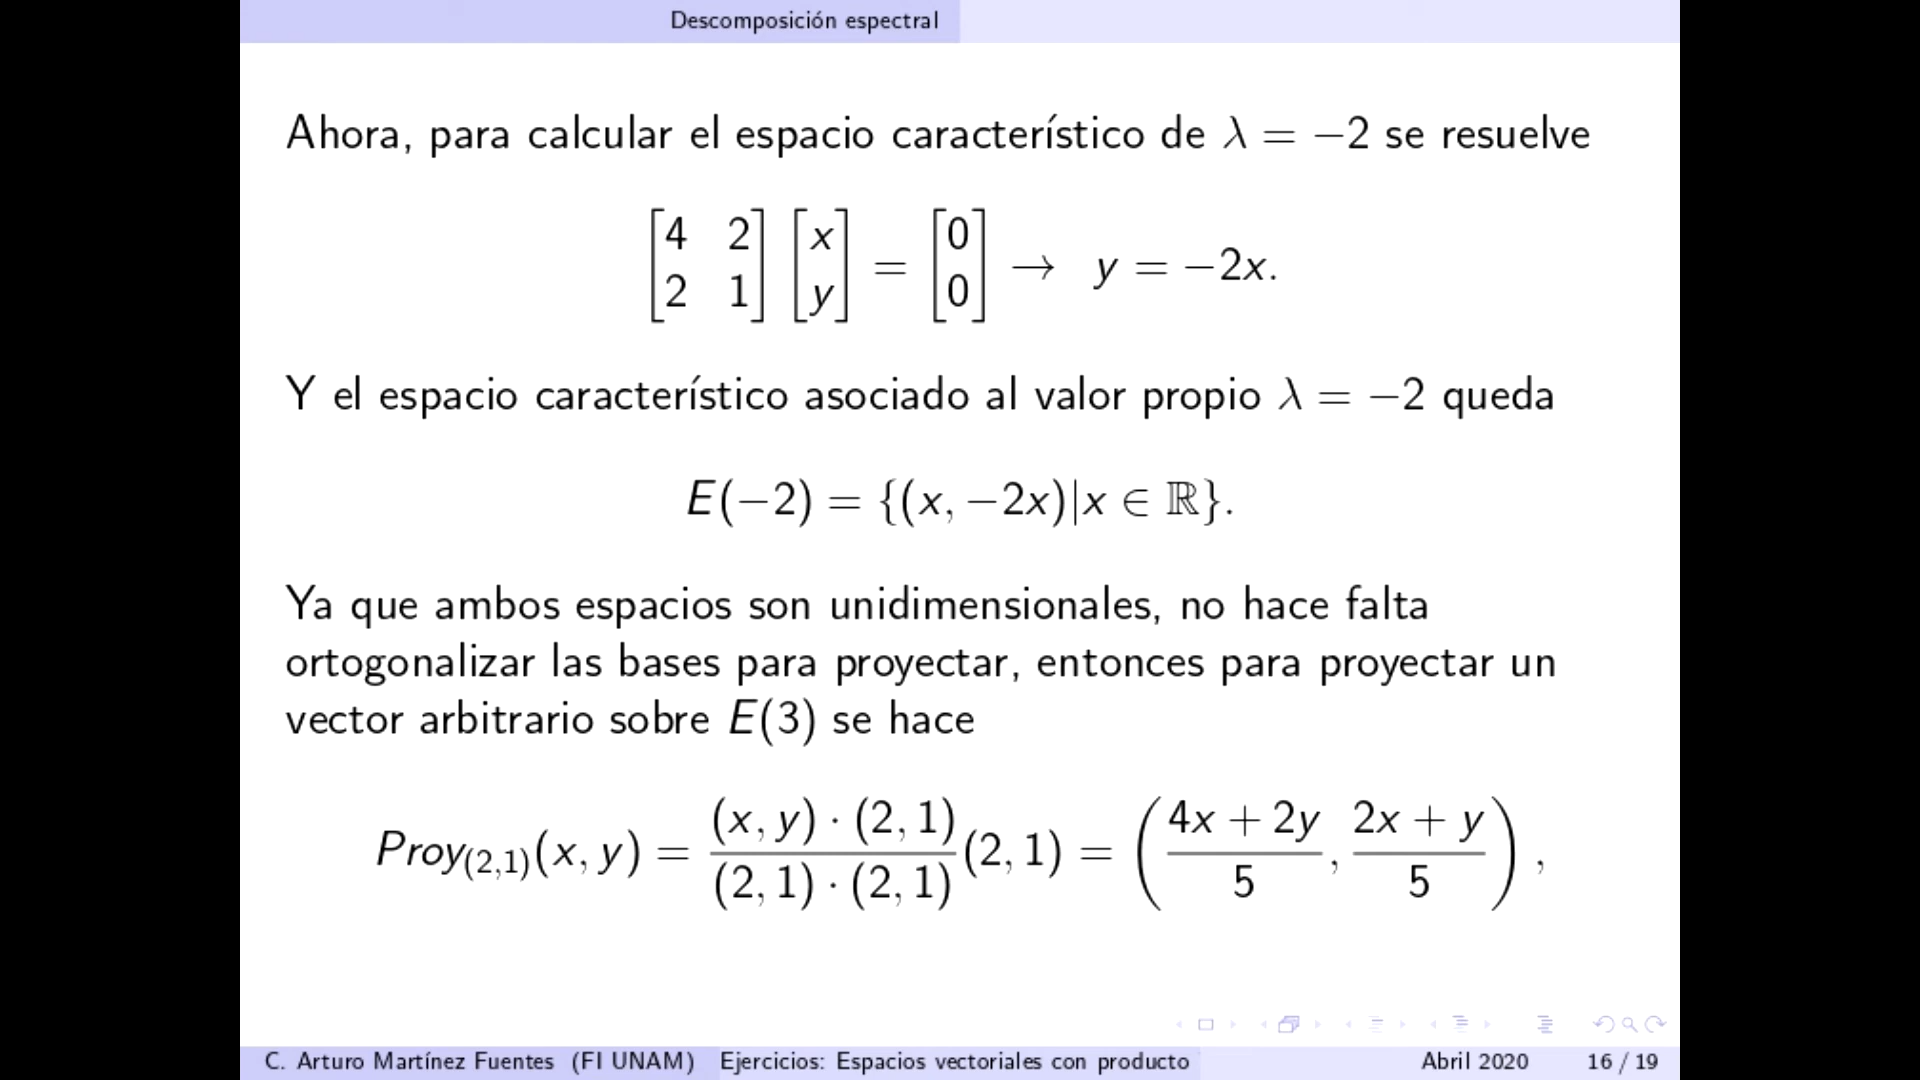 Descomposición espectral
Ahora, para calcular el espacio característico de λ = −2 se resuelve
[4 2; 2 1] [x; y] = [0; 0] → y = −2x.
Y el espacio característico asociado al valor propio λ = −2 queda
E(−2) = {(x, −2x)|x ∈ ℝ}.
Ya que ambos espacios son unidimensionales, no hace falta
ortogonalizar las bases para proyectar, entonces para proyectar un
vector arbitrario sobre E(3) se hace
Proy₍₂,₁₎(x, y) = \frac{(x, y) · (2, 1)}{(2, 1) · (2, 1)}(2, 1) = (\frac{4x + 2y}{5}, \frac{2x + y}{5}),
C. Arturo Martínez Fuentes (FI UNAM) Ejercicios: Espacios vectoriales con producto Abril 2020 16 / 19